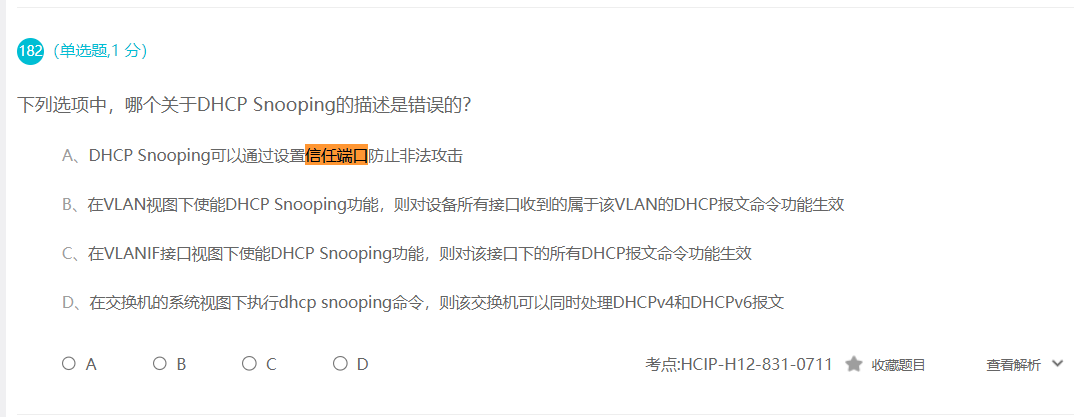 182 (单选题,1 分)
下列选项中，哪个关于DHCP Snooping的描述是错误的?
A、DHCP Snooping可以通过设置信任端口防止非法攻击
B、在VLAN视图下使能DHCP Snooping功能，则对设备所有接口收到的属于该VLAN的DHCP报文命令功能生效
C、在VLANIF接口视图下使能DHCP Snooping功能，则对该接口下的所有DHCP报文命令功能生效
D、在交换机的系统视图下执行dhcp snooping命令，则该交换机可以同时处理DHCPv4和DHCPv6报文
A B C D 考点:HCIP-H12-831-0711 收藏题目 查看解析